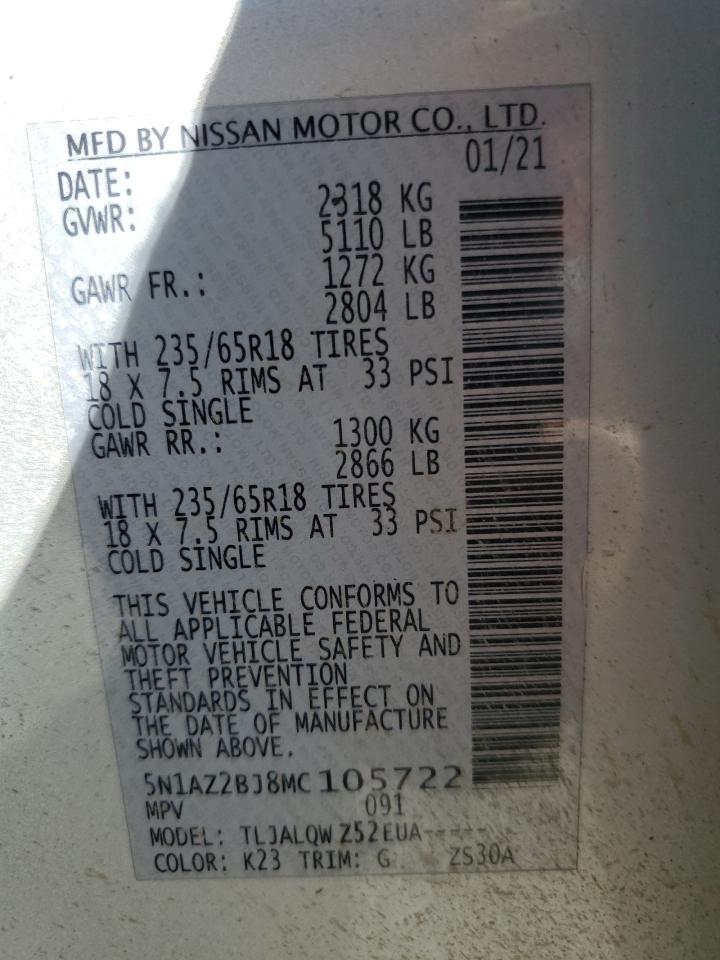 MFD BY NISSAN MOTOR CO., LTD.
DATE: 01/21
GVWR: 2318 KG
5110 LB
GAWR FR.: 1272 KG
2804 LB
WITH 235/65R18 TIRES
18 X 7.5 RIMS AT 33 PSI
COLD SINGLE
GAWR RR.: 1300 KG
2866 LB
WITH 235/65R18 TIRES
18 X 7.5 RIMS AT 33 PSI
COLD SINGLE
THIS VEHICLE CONFORMS TO
ALL APPLICABLE FEDERAL
MOTOR VEHICLE SAFETY AND
THEFT PREVENTION
STANDARDS IN EFFECT ON
THE DATE OF MANUFACTURE
SHOWN ABOVE.
5N1AZ2BJ8MC105722
MPV 091
MODEL: TLJALQW Z52EUA-----
COLOR: K23 TRIM: G ZS30A